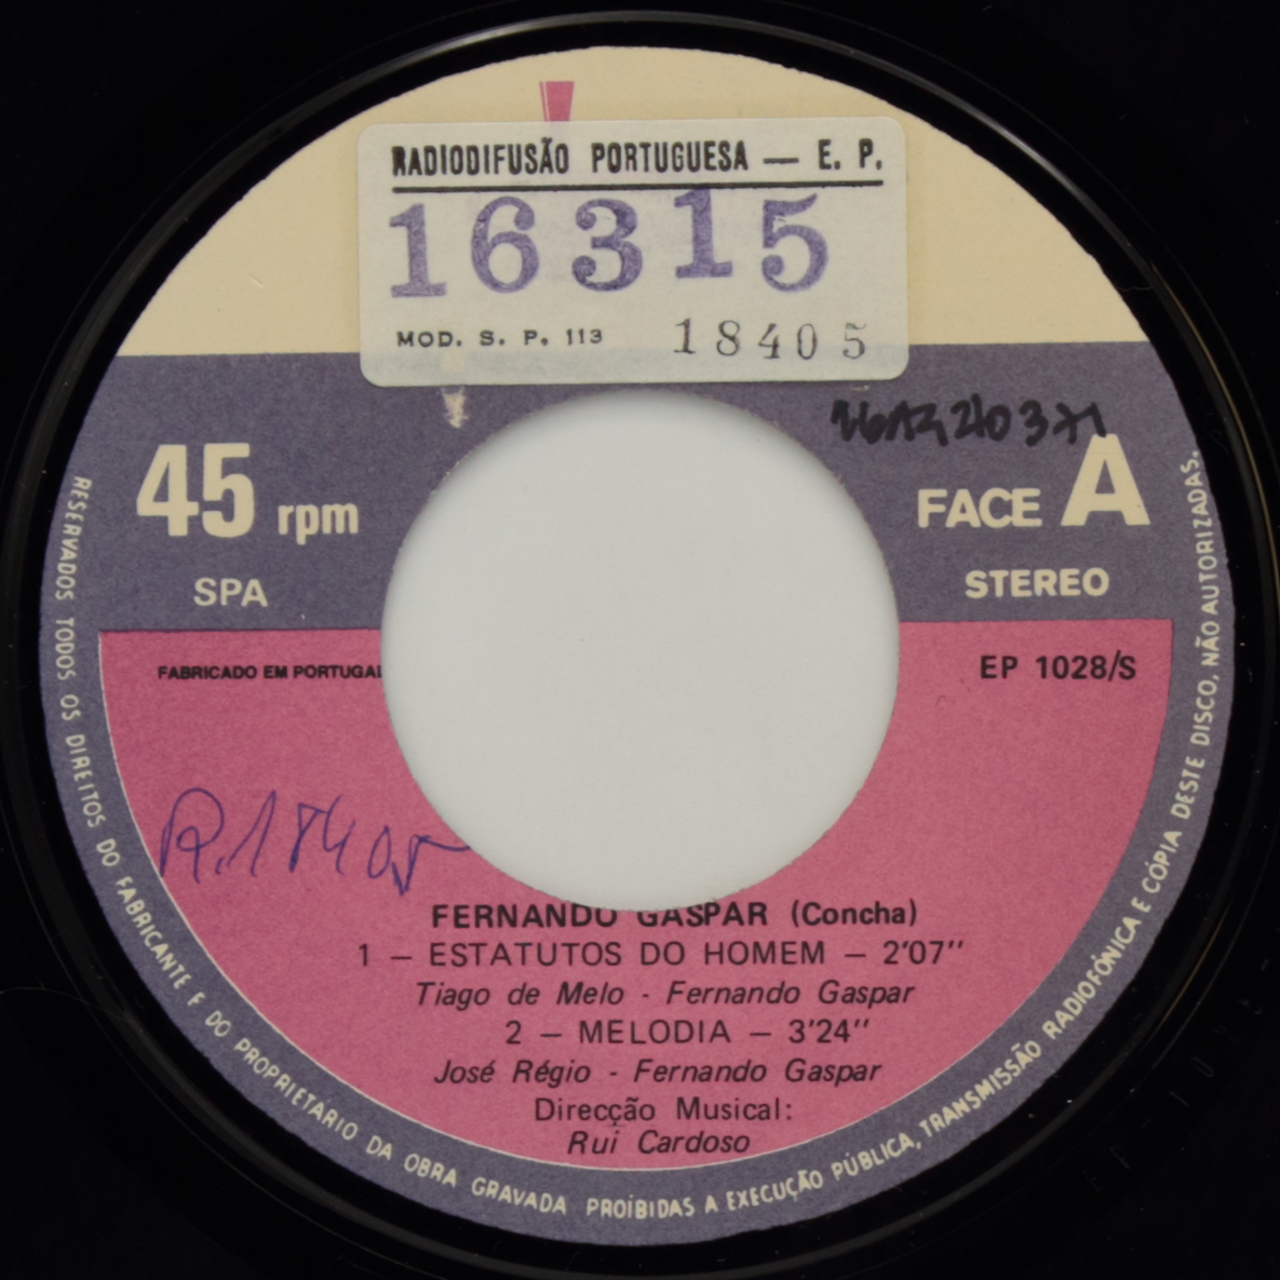 RADIODIFUSÃO PORTUGUESA — E. P.
16315
MOD. S. P. 113 18405
45 rpm
FACE A
SPA
STEREO
FABRICADO EM PORTUGAL
EP 1028/S
R.18405
FERNANDO GASPAR (Concha)
1 — ESTATUTOS DO HOMEM — 2'07''
Tiago de Melo - Fernando Gaspar
2 — MELODIA — 3'24''
José Régio - Fernando Gaspar
Direcção Musical:
Rui Cardoso
RESERVADOS TODOS OS DIREITOS DO FABRICANTE E DO PROPRIETÁRIO DA OBRA GRAVADA PROIBIDAS A EXECUÇÃO PÚBLICA, TRANSMISSÃO RADIOFÓNICA E CÓPIA DESTE DISCO, NÃO AUTORIZADAS.